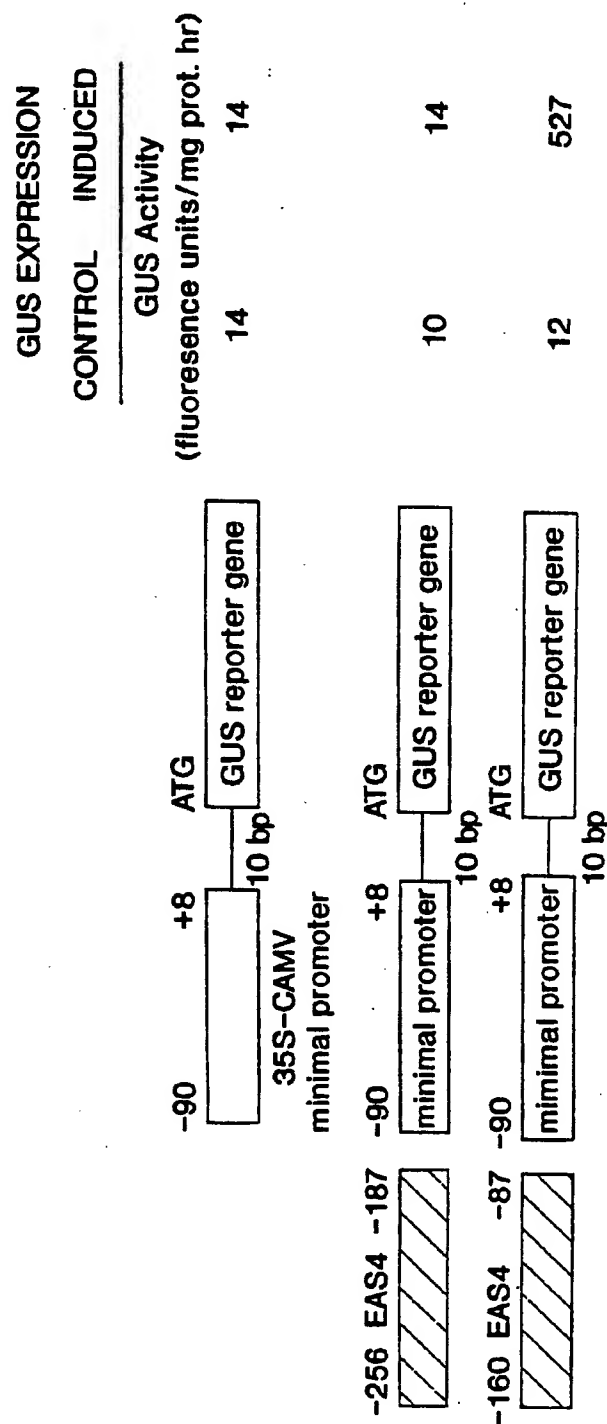 GUS EXPRESSION
CONTROL INDUCED
GUS Activity
(fluoresence units/mg prot. hr)
-90 +8 ATG
GUS reporter gene
14 14
10 bp
35S-CAMV
minimal promoter
-256 EAS4 -187 -90 +8 ATG
minimal promoter GUS reporter gene
10 14
10 bp
-160 EAS4 -87 -90 +8 ATG
mimimal promoter GUS reporter gene
12 527
10 bp